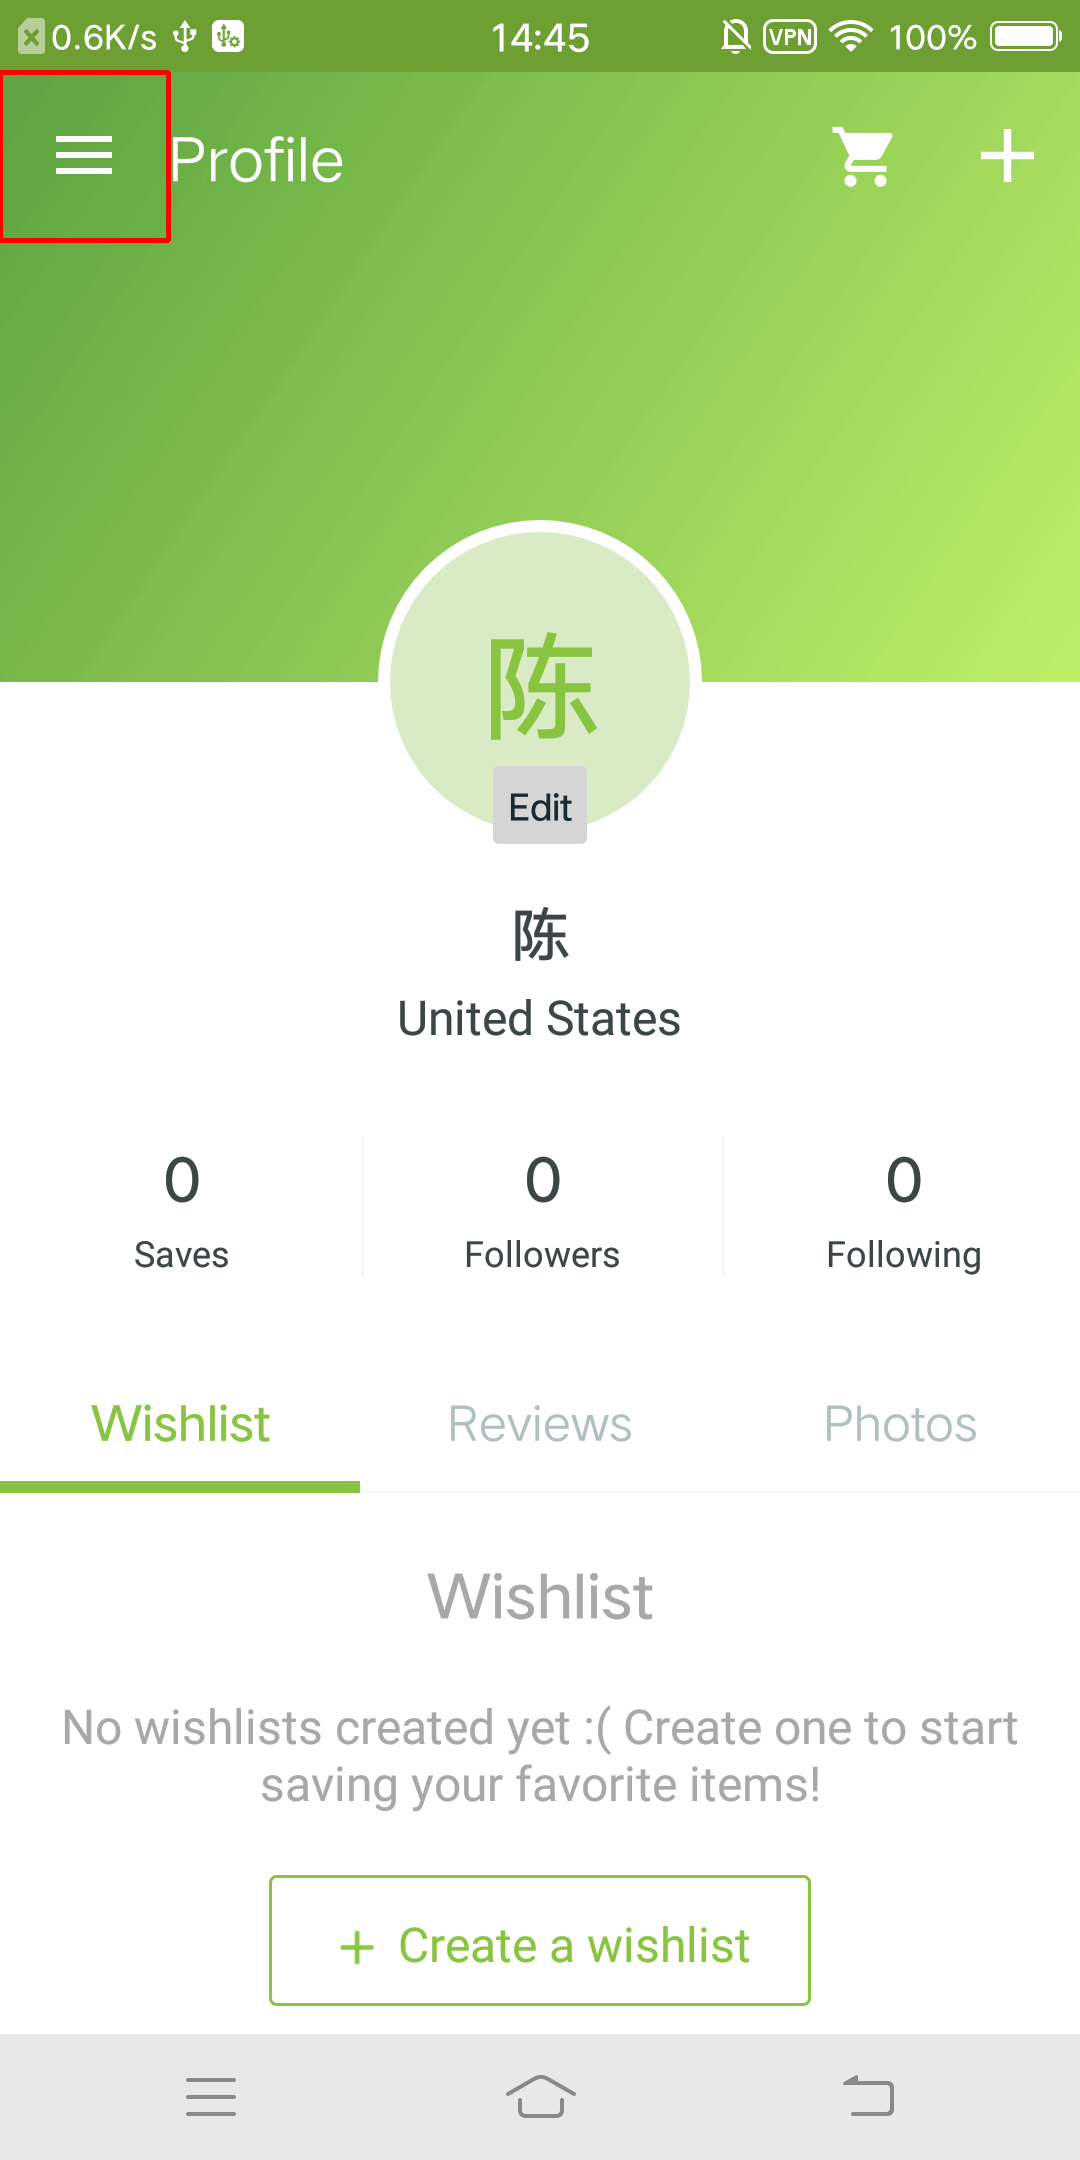 0.6K/s 14:45 VPN 100%
Profile
陈
Edit
陈
United States
0 0 0
Saves Followers Following
Wishlist Reviews Photos
Wishlist
No wishlists created yet :( Create one to start
saving your favorite items!
+ Create a wishlist